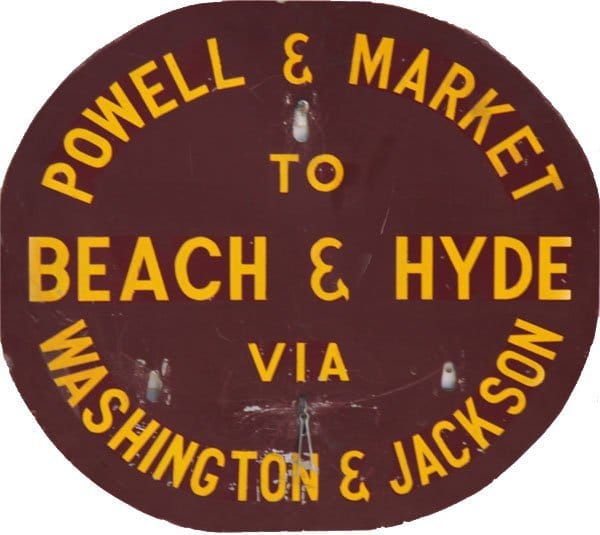 POWELL & MARKET
TO
BEACH & HYDE
VIA
WASHINGTON & JACKSON